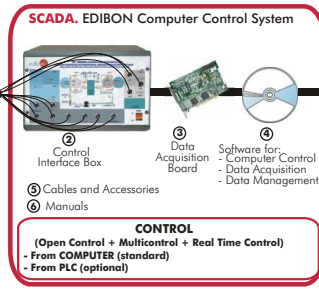 SCADA. EDIBON Computer Control System
②
Control
Interface Box
③
Data
Acquisition
Board
④
Software for:
- Computer Control
- Data Acquisition
- Data Management
⑤ Cables and Accessories
⑥ Manuals
CONTROL
(Open Control + Multicontrol + Real Time Control)
- From COMPUTER (standard)
- From PLC (optional)